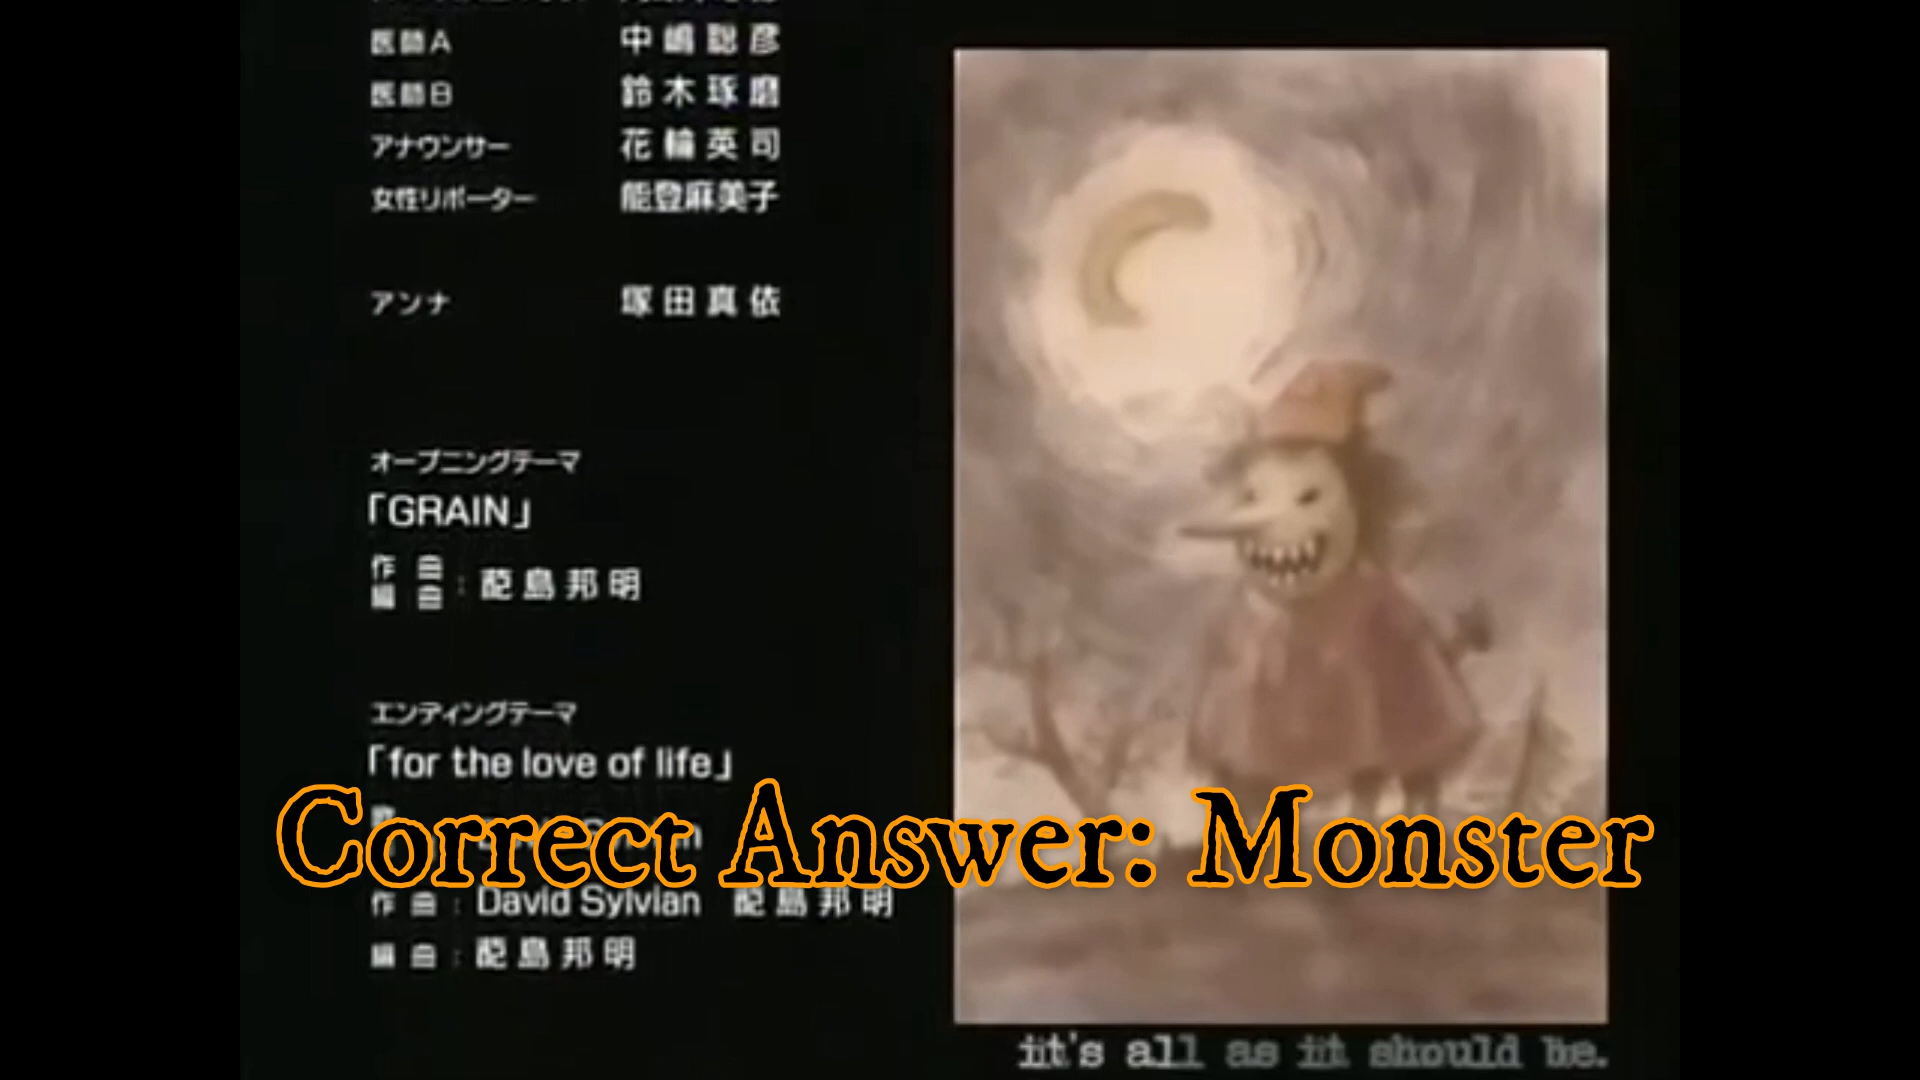 医師A 中嶋聡彦
医師B 鈴木琢磨
アナウンサー 花輪英司
女性リポーター 能登麻美子
アンナ 塚田真依
オープニングテーマ
「GRAIN」
作曲
編曲 : 配島邦明
エンディングテーマ
「for the love of life」
Correct Answer: Monster
作曲 : David Sylvian 配島邦明
編曲 : 配島邦明
it's all as it should be.